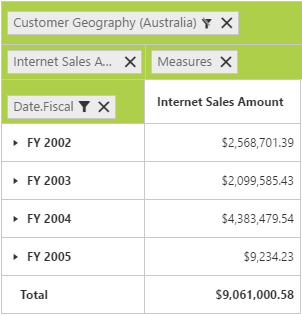 Customer Geography (Australia)
Internet Sales A... Measures
Date.Fiscal Internet Sales Amount
FY 2002 $2,568,701.39
FY 2003 $2,099,585.43
FY 2004 $4,383,479.54
FY 2005 $9,234.23
Total $9,061,000.58